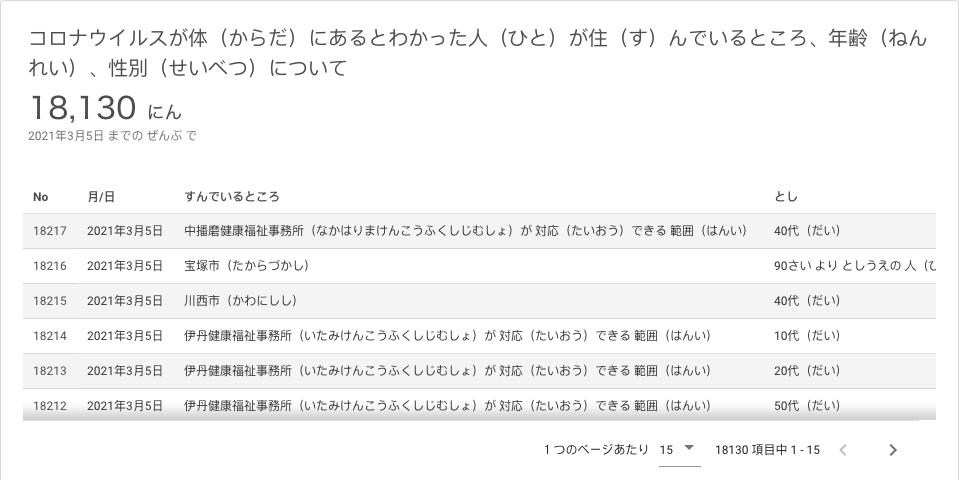 コロナウイルスが体（からだ）にあるとわかった人（ひと）が住（す）んでいるところ、年齢（ねん
れい）、性別（せいべつ）について
18,130 にん
2021年3月5日 までの ぜんぶ で
No 月/日 すんでいるところ とし
18217 2021年3月5日 中播磨健康福祉事務所（なかはりまけんこうふくしじむしょ）が 対応（たいおう）できる 範囲（はんい） 40代（だい）
18216 2021年3月5日 宝塚市（たからづかし） 90さい より としうえの 人（ひ
18215 2021年3月5日 川西市（かわにしし） 40代（だい）
18214 2021年3月5日 伊丹健康福祉事務所（いたみけんこうふくしじむしょ）が 対応（たいおう）できる 範囲（はんい） 10代（だい）
18213 2021年3月5日 伊丹健康福祉事務所（いたみけんこうふくしじむしょ）が 対応（たいおう）できる 範囲（はんい） 20代（だい）
18212 2021年3月5日 伊丹健康福祉事務所（いたみけんこうふくしじむしょ）が 対応（たいおう）できる 範囲（はんい） 50代（だい）
1 つのページあたり 15 18130 項目中 1 - 15